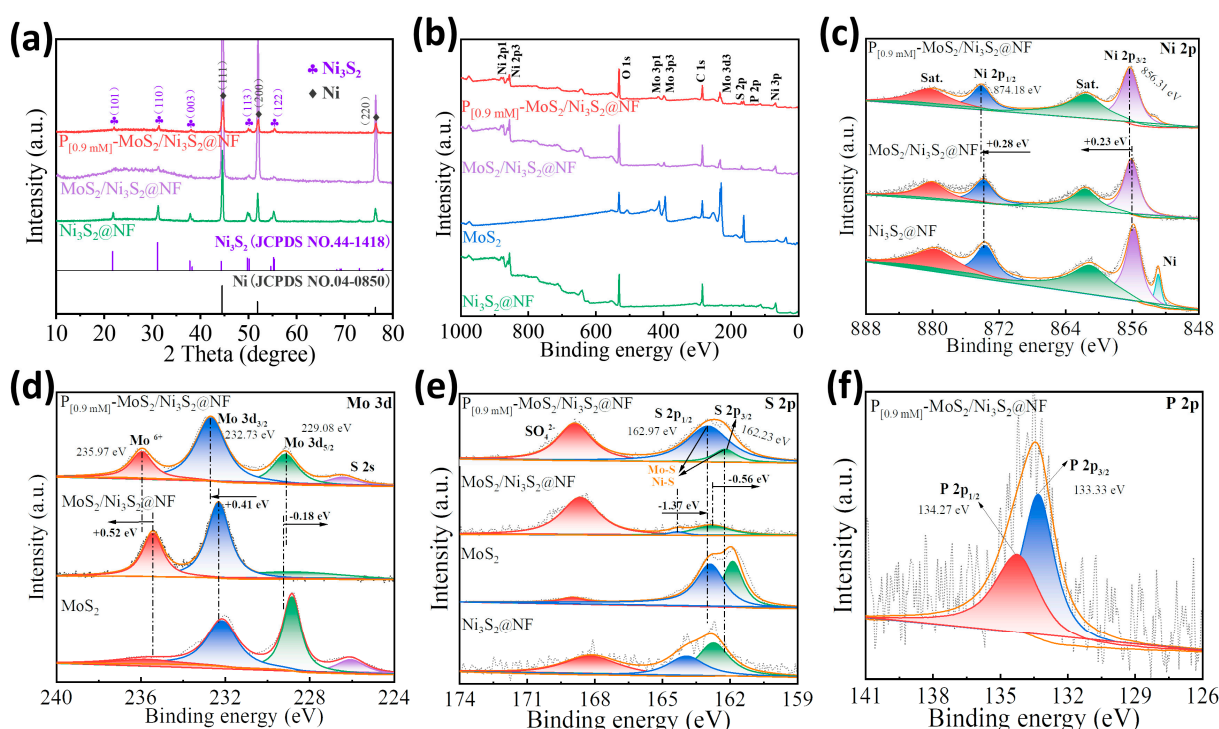 (a)
♣ Ni3S2
♦ Ni
♣(101)
♣(110)
♣(003)
♦(111)
♣(113)
♦(200)
♣(122)
(220)♦
P[0.9 mM]-MoS2/Ni3S2@NF
MoS2/Ni3S2@NF
Ni3S2@NF
Ni3S2(JCPDS NO.44-1418)
Ni(JCPDS NO.04-0850)
10 20 30 40 50 60 70 80
2 Theta (degree)
Intensity (a.u.)
(b)
Ni 2p1
Ni 2p3
O 1s
Mo 3p1
Mo 3p3
C 1s
Mo 3d3
S 2p
P 2p
Ni 3p
P[0.9 mM]-MoS2/Ni3S2@NF
MoS2/Ni3S2@NF
MoS2
Ni3S2@NF
1000 800 600 400 200 0
Binding energy (eV)
Intensity (a.u.)
(c)
P[0.9 mM]-MoS2/Ni3S2@NF
Ni 2p
Sat.
Ni 2p1/2
874.18 eV
Sat.
Ni 2p3/2
856.31 eV
MoS2/Ni3S2@NF
+0.28 eV
+0.23 eV
Ni3S2@NF
Ni
888 880 872 864 856 848
Binding energy (eV)
Intensity (a.u.)
(d)
P[0.9 mM]-MoS2/Ni3S2@NF
Mo 3d
Mo 6+
235.97 eV
Mo 3d3/2
232.73 eV
229.08 eV
Mo 3d5/2
S 2s
MoS2/Ni3S2@NF
+0.52 eV
+0.41 eV
-0.18 eV
MoS2
240 236 232 228 224
Binding energy (eV)
Intensity (a.u.)
(e)
P[0.9 mM]-MoS2/Ni3S2@NF
S 2p
SO4 2-
S 2p1/2
162.97 eV
S 2p3/2
162.23 eV
Mo-S
Ni-S
MoS2/Ni3S2@NF
-1.37 eV
-0.56 eV
MoS2
Ni3S2@NF
174 171 168 165 162 159
Binding energy (eV)
Intensity (a.u.)
(f)
P 2p
P[0.9 mM]-MoS2/Ni3S2@NF
P 2p3/2
133.33 eV
P 2p1/2
134.27 eV
141 138 135 132 129 126
Binding energy (eV)
Intensity (a.u.)